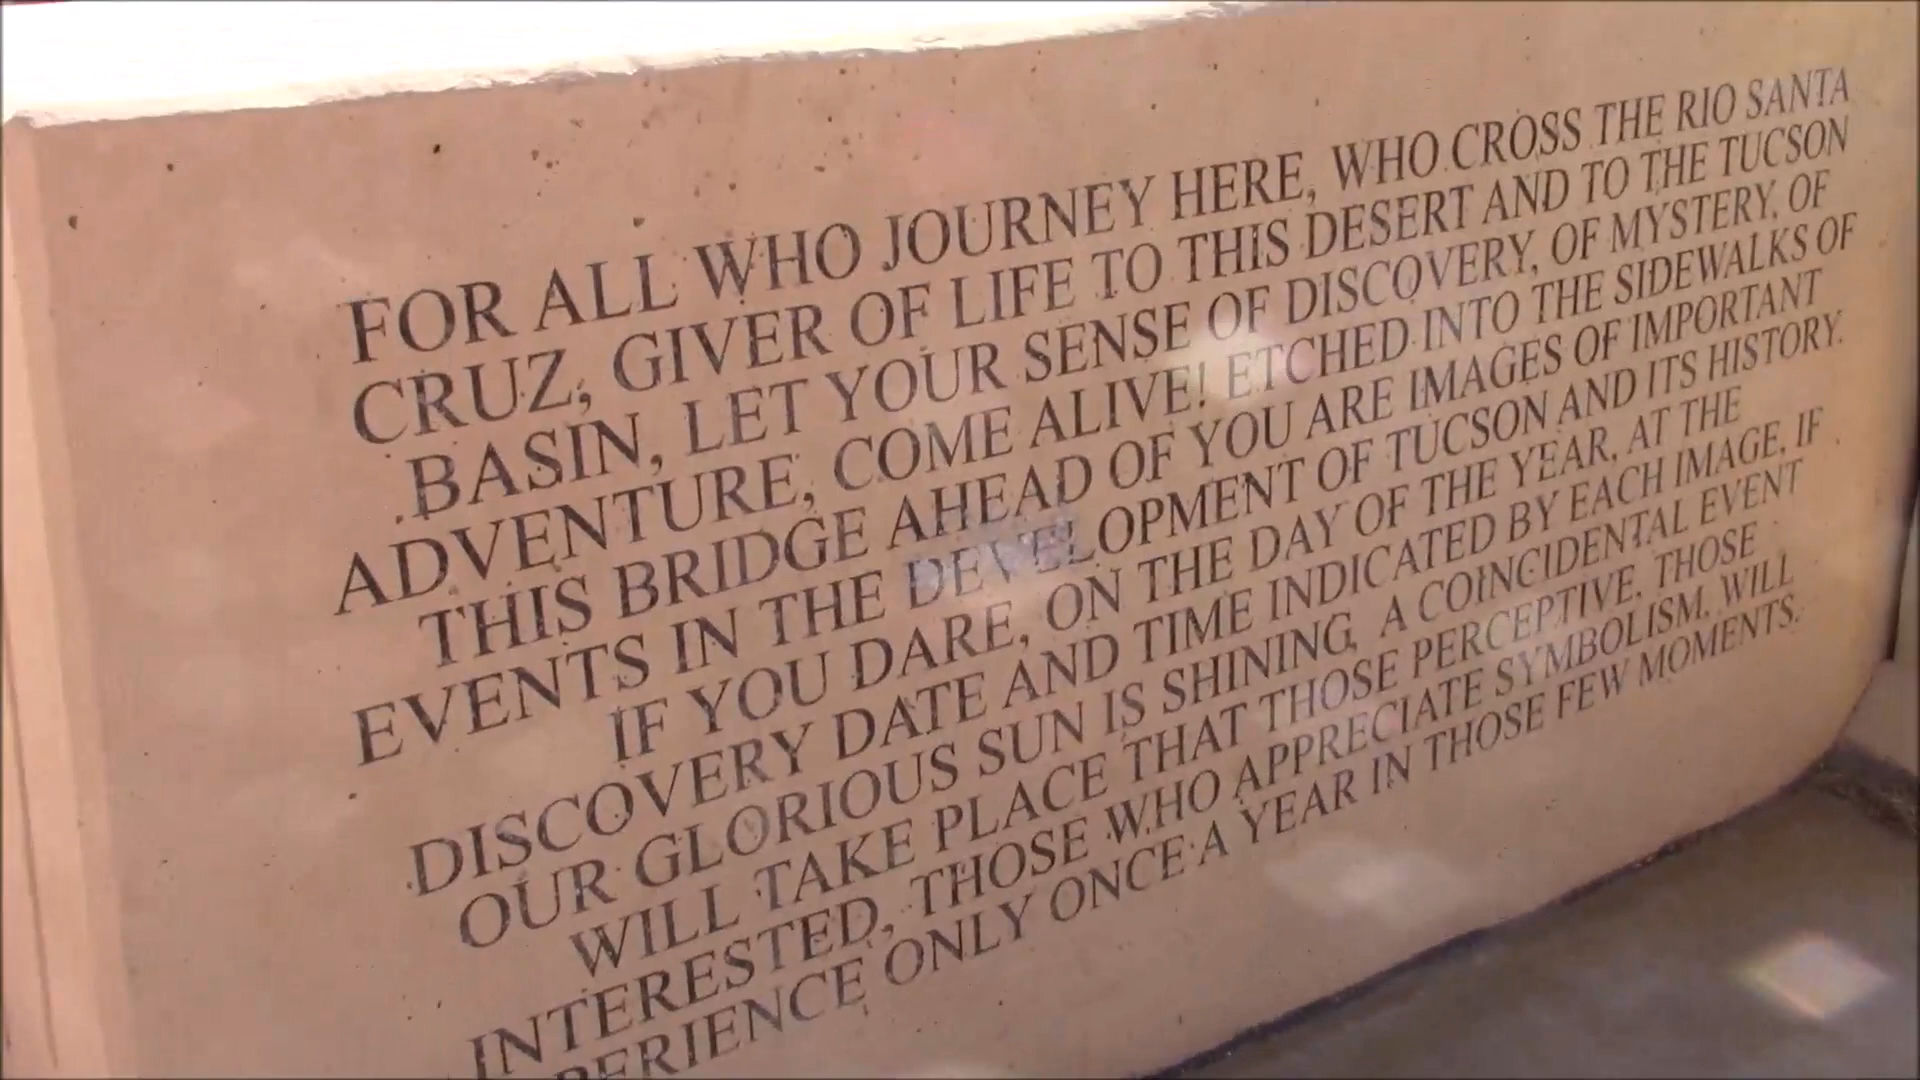 FOR ALL WHO JOURNEY HERE, WHO CROSS THE RIO SANTA
CRUZ, GIVER OF LIFE TO THIS DESERT AND TO THE TUCSON
BASIN, LET YOUR SENSE OF DISCOVERY, OF MYSTERY, OF
ADVENTURE, COME ALIVE! ETCHED INTO THE SIDEWALKS OF
THIS BRIDGE AHEAD OF YOU ARE IMAGES OF IMPORTANT
EVENTS IN THE DEVELOPMENT OF TUCSON AND ITS HISTORY.
IF YOU DARE, ON THE DAY OF THE YEAR, AT THE
DISCOVERY DATE AND TIME INDICATED BY EACH IMAGE, IF
OUR GLORIOUS SUN IS SHINING, A COINCIDENTAL EVENT
WILL TAKE PLACE THAT THOSE PERCEPTIVE, THOSE
INTERESTED, THOSE WHO APPRECIATE SYMBOLISM, WILL
PERIENCE ONLY ONCE A YEAR IN THOSE FEW MOMENTS.